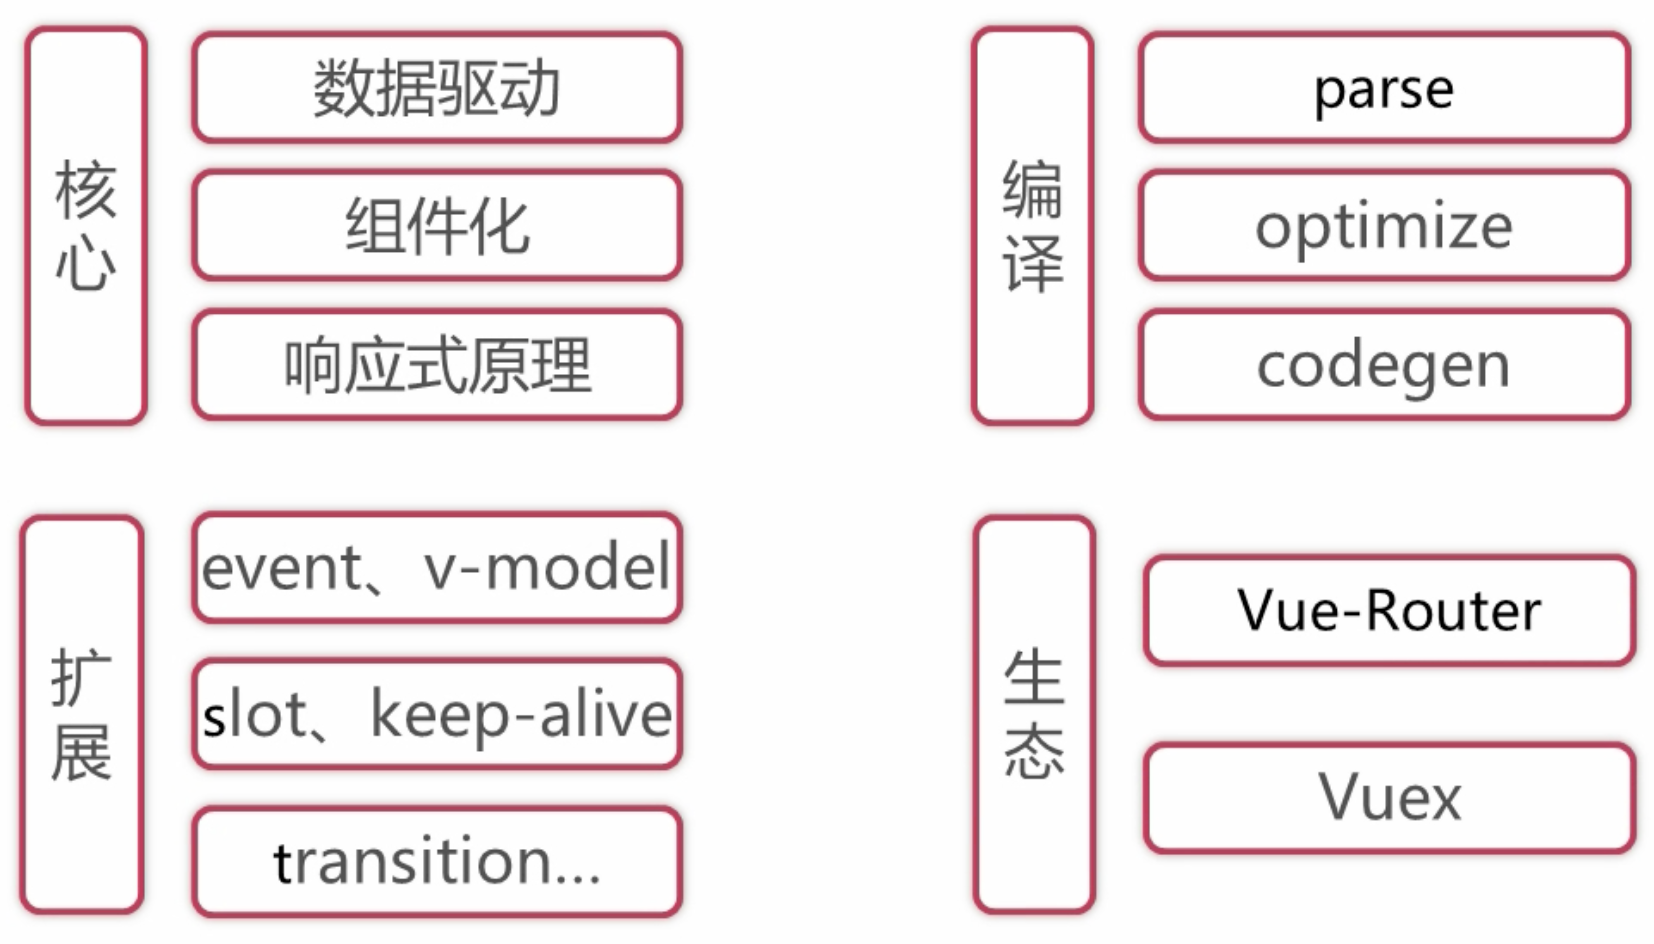 核心
数据驱动
组件化
响应式原理
编译
parse
optimize
codegen
扩展
event、v-model
slot、keep-alive
transition...
生态
Vue-Router
Vuex